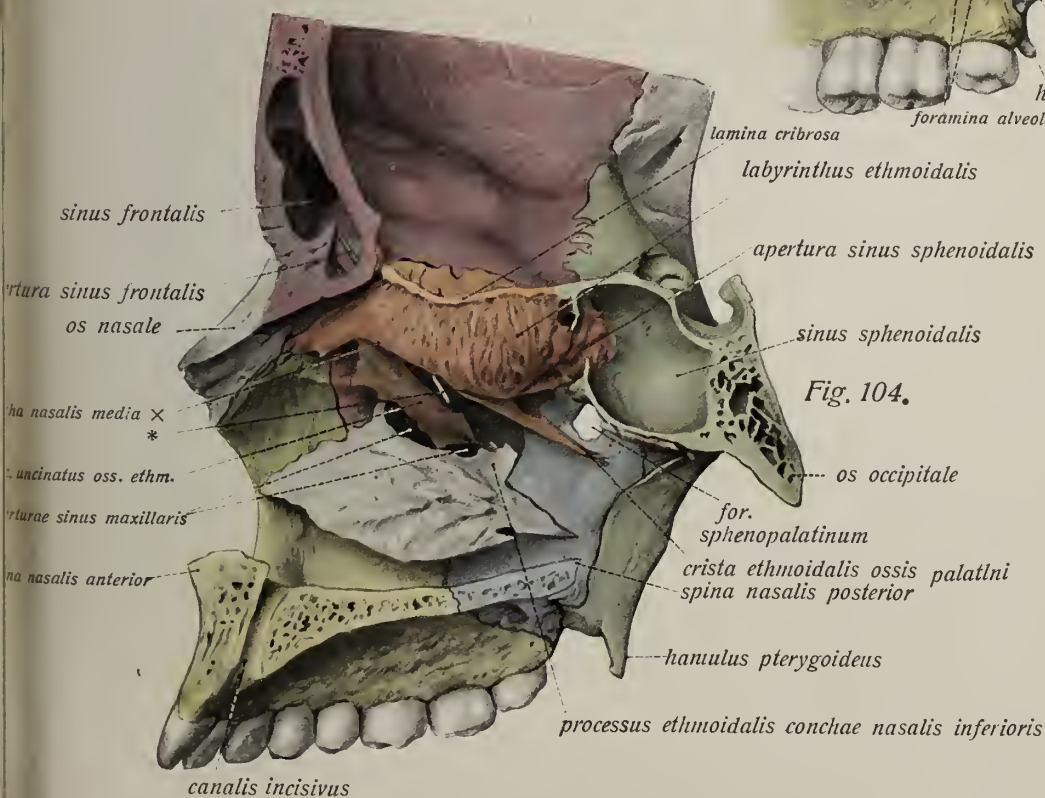 h
foramina alveol
lamina cribrosa
labyrinthus ethmoidalis
sinus frontalis
apertura sinus sphenoidalis
rtura sinus frontalis
os nasale
sinus sphenoidalis
Fig. 104.
ha nasalis media ×
*
uncinatus oss. ethm.
os occipitale
rturae sinus maxillaris
for.
sphenopalatinum
na nasalis anterior
crista ethmoidalis ossis palatini
spina nasalis posterior
hamulus pterygoideus
processus ethmoidalis conchae nasalis inferioris
canalis incisivus